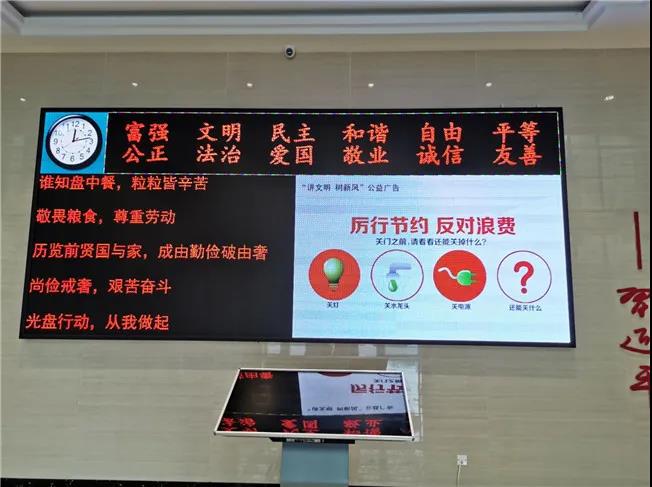 富强 文明 民主 和谐 自由 平等
公正 法治 爱国 敬业 诚信 友善
谁知盘中餐，粒粒皆辛苦
敬畏粮食，尊重劳动
历览前贤国与家，成由勤俭破由奢
尚俭戒奢，艰苦奋斗
光盘行动，从我做起
“讲文明 树新风”公益广告
厉行节约 反对浪费
关门之前，请看看还能关掉什么？
关灯 关水龙头 关电源 还能关什么
习近平